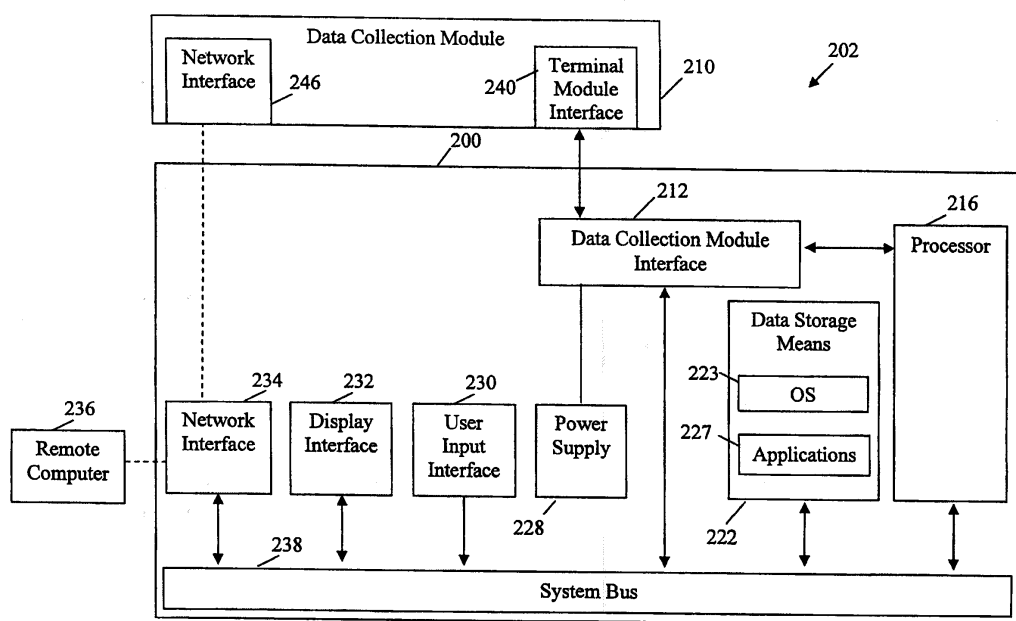 Data Collection Module
Network
Interface
246
Terminal
Module
Interface
240
210
202
200
212
Data Collection Module
Interface
216
Processor
Data Storage
Means
223
OS
227
Applications
222
236
Remote
Computer
234
Network
Interface
232
Display
Interface
230
User
Input
Interface
Power
Supply
228
238
System Bus